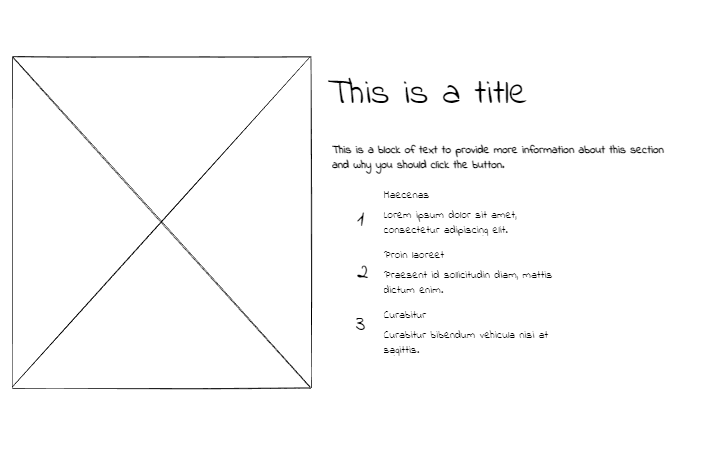 This is a title
This is a block of text to provide more information about this section
and why you should click the button.
Maecenas
1
Lorem ipsum dolor sit amet,
consectetur adipiscing elit.
Proin laoreet
2
Praesent id sollicitudin diam, mattis
dictum enim.
Curabitur
3
Curabitur bibendum vehicula nisi at
sagittis.